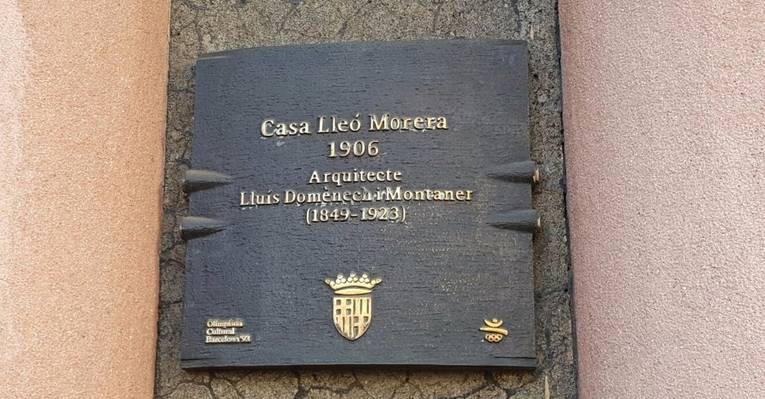 Casa Lleó Morera
1906
Arquitecte
Lluís Domènech i Montaner
(1849-1923)
Olimpíada
Cultural
Barcelona'92